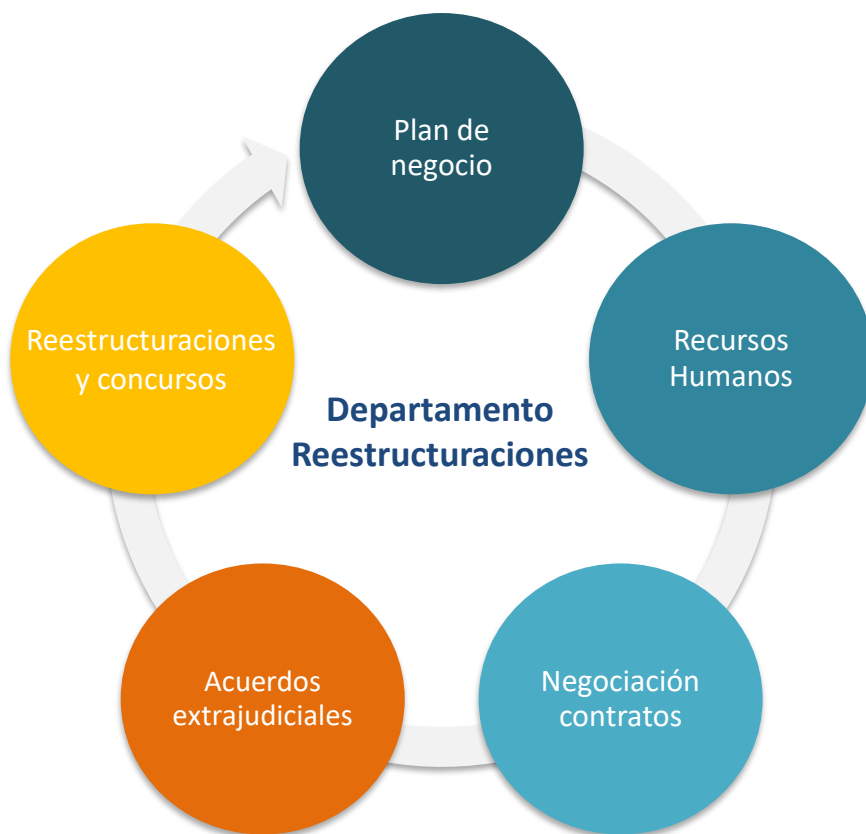 Plan de
negocio
Recursos
Humanos
Negociación
contratos
Acuerdos
extrajudiciales
Reestructuraciones
y concursos
Departamento
Reestructuraciones